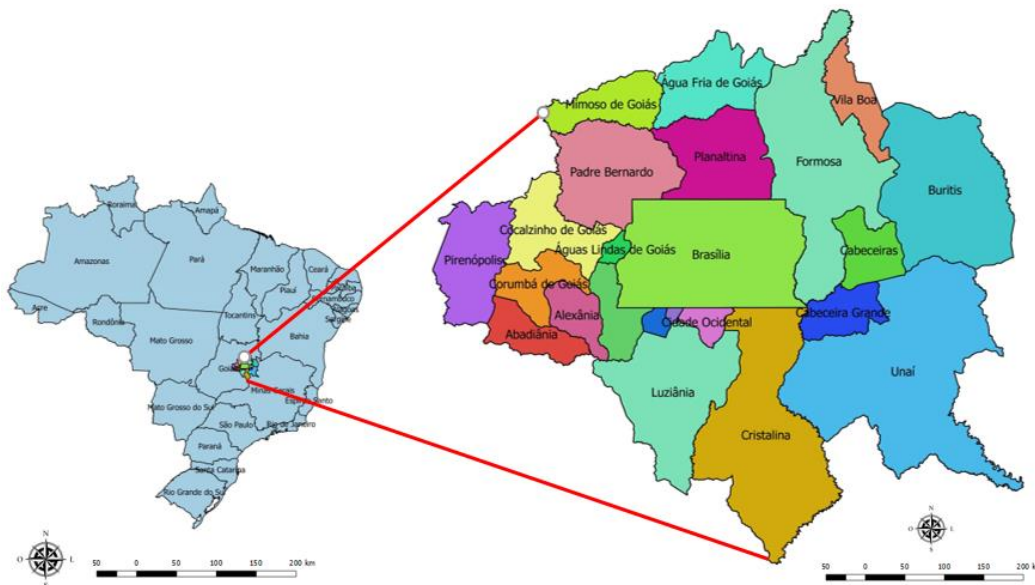 Roraima
Amapá
Amazonas
Pará
Maranhão
Ceará
Piauí
Acre
Rondônia
Tocantins
Sergipe
Bahia
Mato Grosso
Minas Gerais
Mato Grosso do Sul
São Paulo
Rio de Janeiro
Paraná
Santa Catarina
Rio Grande do Sul
N
O
L
S
50 0 50 100 150 200 km
Mimoso de Goiás
Água Fria de Goiás
Vila Boa
Padre Bernardo
Planaltina
Formosa
Buritis
Cocalzinho de Goiás
Águas Lindas de Goiás
Pirenópolis
Brasília
Cabeceiras
Corumbá de Goiás
Alexânia
Cidade Ocidental
Cabeceira Grande
Abadiânia
Luziânia
Unaí
Cristalina
N
O
L
S
50 0 50 100 150 200